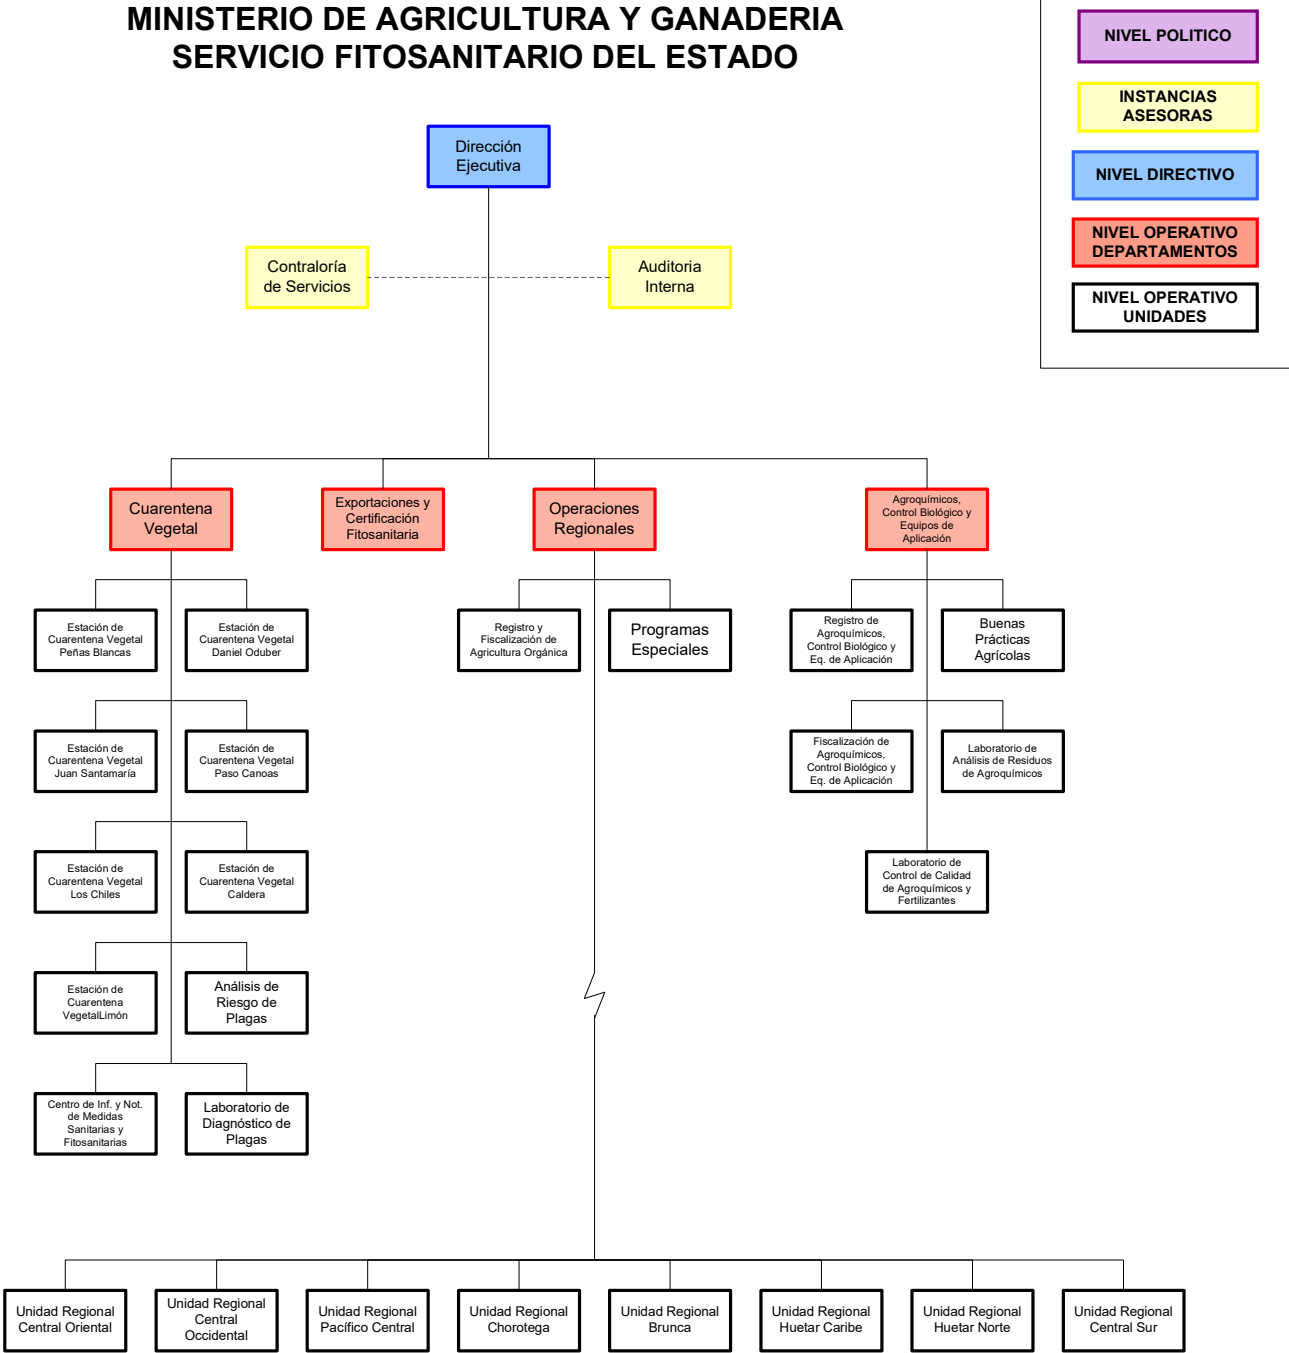 MINISTERIO DE AGRICULTURA Y GANADERIA
SERVICIO FITOSANITARIO DEL ESTADO
NIVEL POLITICO
INSTANCIAS
ASESORAS
NIVEL DIRECTIVO
NIVEL OPERATIVO
DEPARTAMENTOS
NIVEL OPERATIVO
UNIDADES
Dirección
Ejecutiva
Contraloría
de Servicios
Auditoria
Interna
Cuarentena
Vegetal
Exportaciones y
Certificación
Fitosanitaria
Operaciones
Regionales
Agroquímicos,
Control Biológico y
Equipos de
Aplicación
Estación de
Cuarentena Vegetal
Peñas Blancas
Estación de
Cuarentena Vegetal
Daniel Oduber
Registro y
Fiscalización de
Agricultura Orgánica
Programas
Especiales
Registro de
Agroquímicos,
Control Biológico y
Eq. de Aplicación
Buenas
Prácticas
Agrícolas
Estación de
Cuarentena Vegetal
Juan Santamaría
Estación de
Cuarentena Vegetal
Paso Canoas
Fiscalización de
Agroquímicos,
Control Biológico y
Eq. de Aplicación
Laboratorio de
Análisis de Residuos
de Agroquímicos
Estación de
Cuarentena Vegetal
Los Chiles
Estación de
Cuarentena Vegetal
Caldera
Laboratorio de
Control de Calidad
de Agroquímicos y
Fertilizantes
Estación de
Cuarentena
VegetalLimón
Análisis de
Riesgo de
Plagas
Centro de Inf. y Not.
de Medidas
Sanitarias y
Fitosanitarias
Laboratorio de
Diagnóstico de
Plagas
Unidad Regional
Central Oriental
Unidad Regional
Central
Occidental
Unidad Regional
Pacífico Central
Unidad Regional
Chorotega
Unidad Regional
Brunca
Unidad Regional
Huetar Caribe
Unidad Regional
Huetar Norte
Unidad Regional
Central Sur